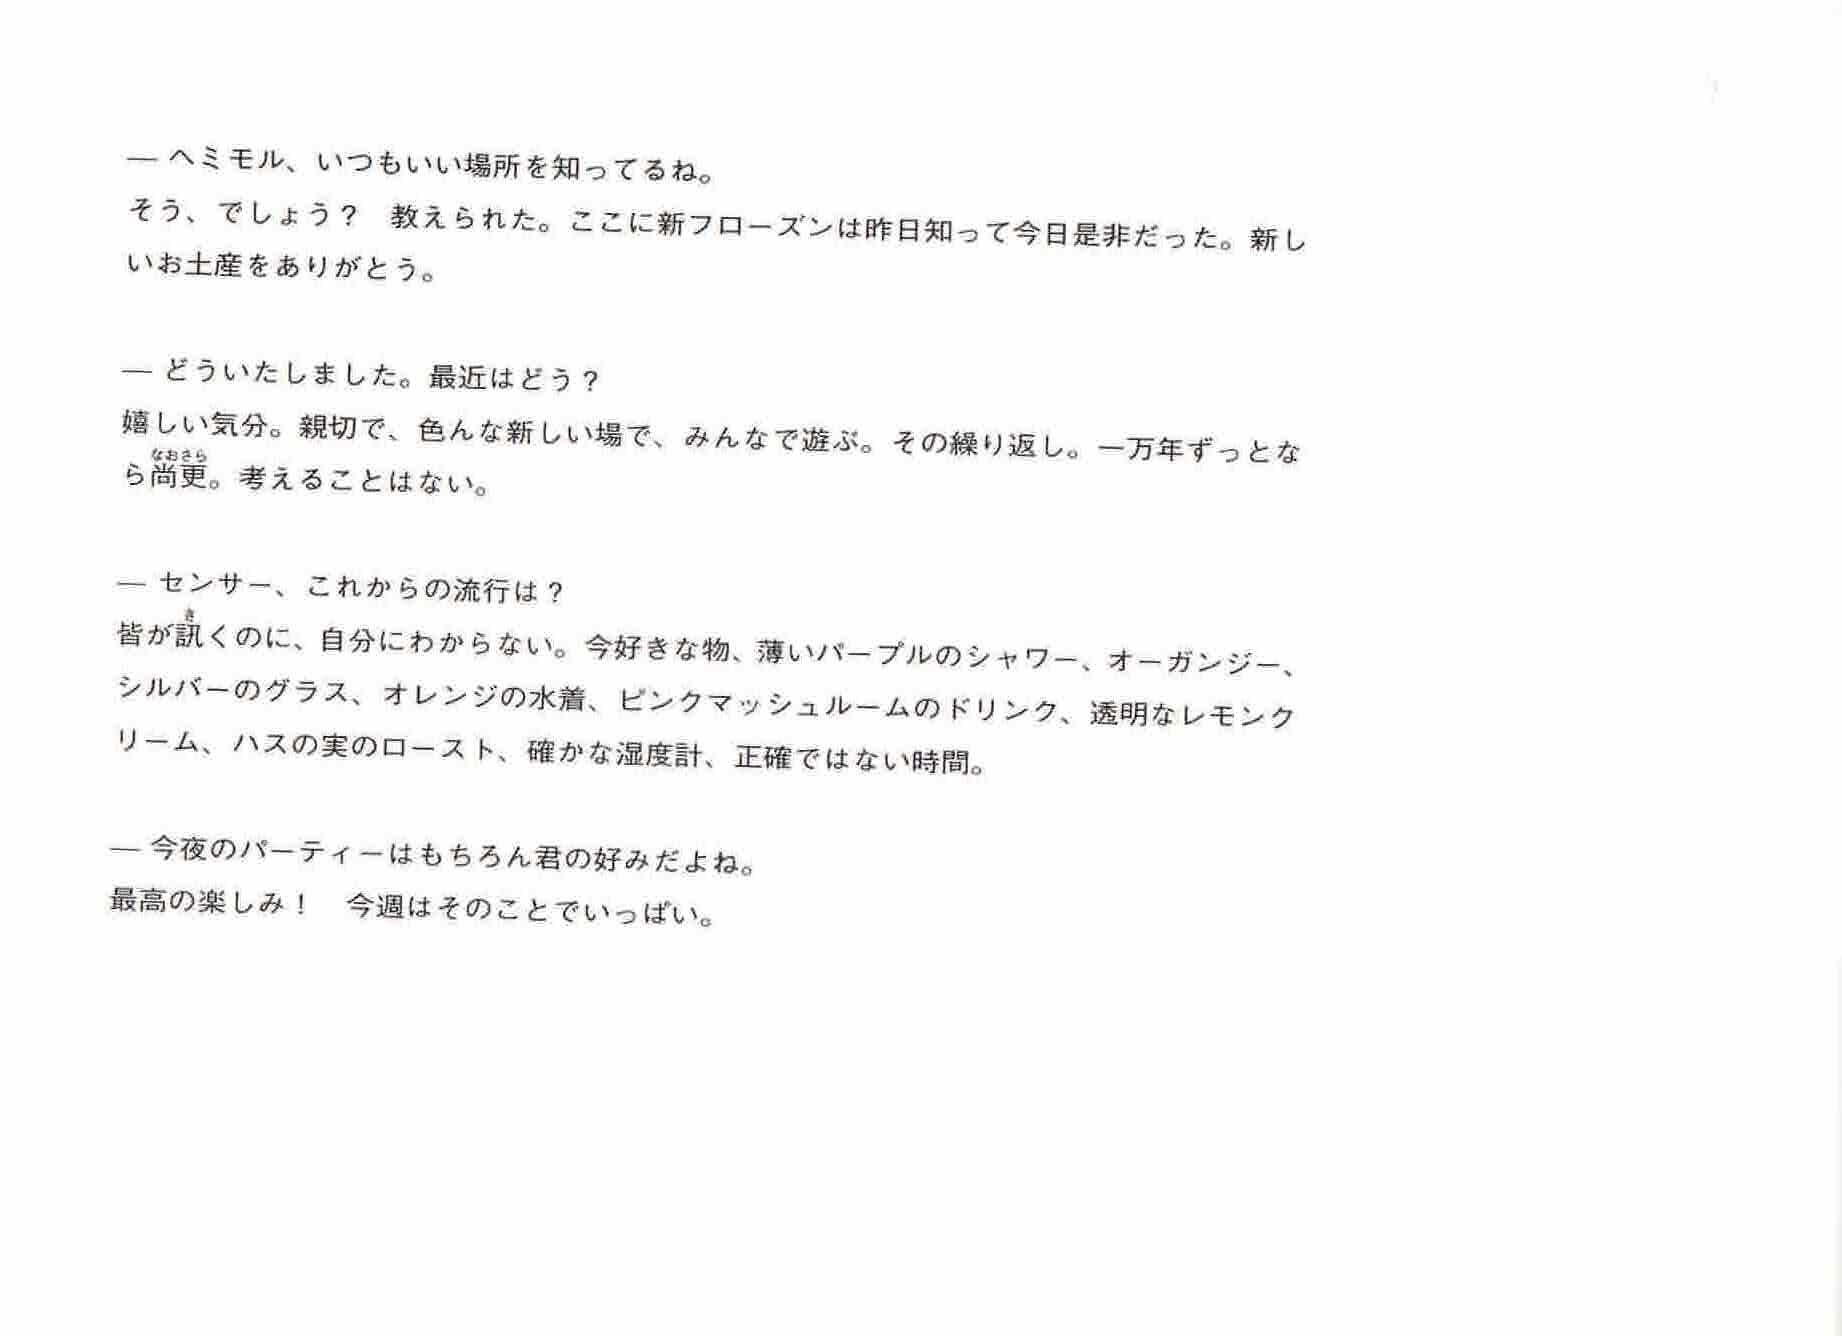 — ヘミモル、いつもいい場所を知ってるね。
そう、でしょう？　教えられた。ここに新フローズンは昨日知って今日是非だった。新し
いお土産をありがとう。
— どういたしました。最近はどう？
嬉しい気分。親切で、色んな新しい場で、みんなで遊ぶ。その繰り返し。一万年ずっとな
なおさら
ら尚更。考えることはない。
— センサー、これからの流行は？
き
皆が訊くのに、自分にわからない。今好きな物、薄いパープルのシャワー、オーガンジー、
シルバーのグラス、オレンジの水着、ピンクマッシュルームのドリンク、透明なレモンク
リーム、ハスの実のロースト、確かな湿度計、正確ではない時間。
— 今夜のパーティーはもちろん君の好みだよね。
最高の楽しみ！　今週はそのことでいっぱい。